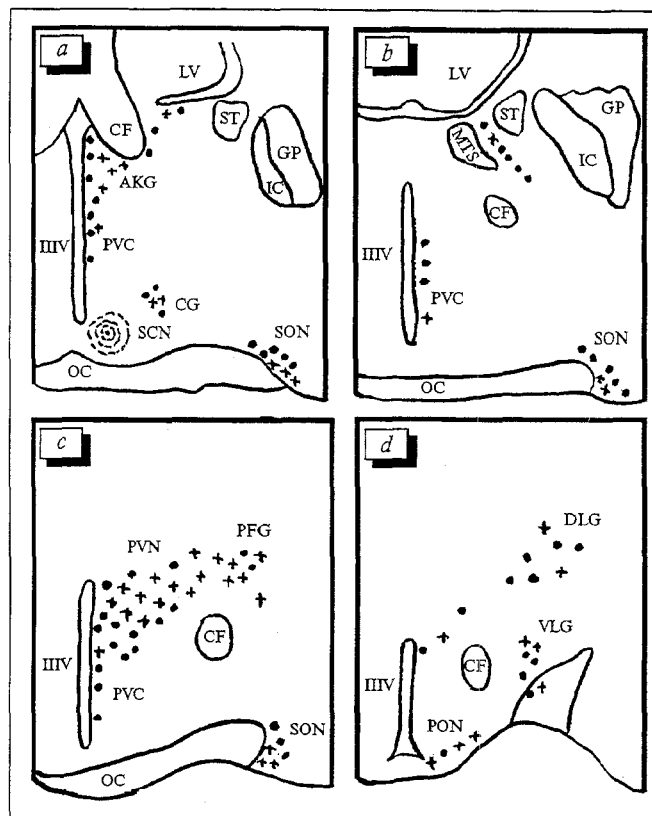 a
LV
CF
ST
GP
IC
AKG
IIIV
PVC
CG
SCN
SON
OC
b
LV
ST
GP
MTS
IC
CF
IIIV
PVC
SON
OC
c
PVN
PFG
CF
IIIV
PVC
SON
OC
d
DLG
VLG
CF
IIIV
PON